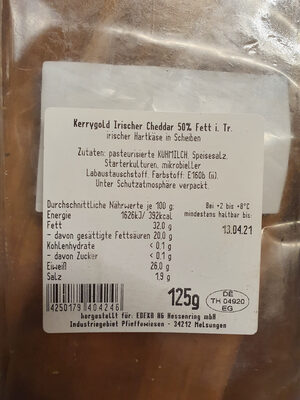 Kerrygold Irischer Cheddar 50% Fett i. Tr.
irischer Hartkäse in Scheiben
Zutaten: pasteurisierte KUHMILCH, Speisesalz,
Starterkulturen, mikrobieller
Labaustauschstoff, Farbstoff: E160b (ii).
Unter Schutzatmosphäre verpackt.
Durchschnittliche Nährwerte je 100 g:
Energie 1626kJ/ 392kcal
Fett 32,0 g
- davon gesättigte Fettsäuren 20,0 g
Kohlenhydrate < 0,1 g
- davon Zucker < 0,1 g
Eiweiß 26,0 g
Salz 1,9 g
Bei +2 bis +8°C
mindestens haltbar bis:
13.04.21
4250179404246
125g
DE
TH 04920
EG
hergestellt für: EDEKA HG Hessenring mbH
Industriegebiet Pfieffewiesen - 34212 Melsungen